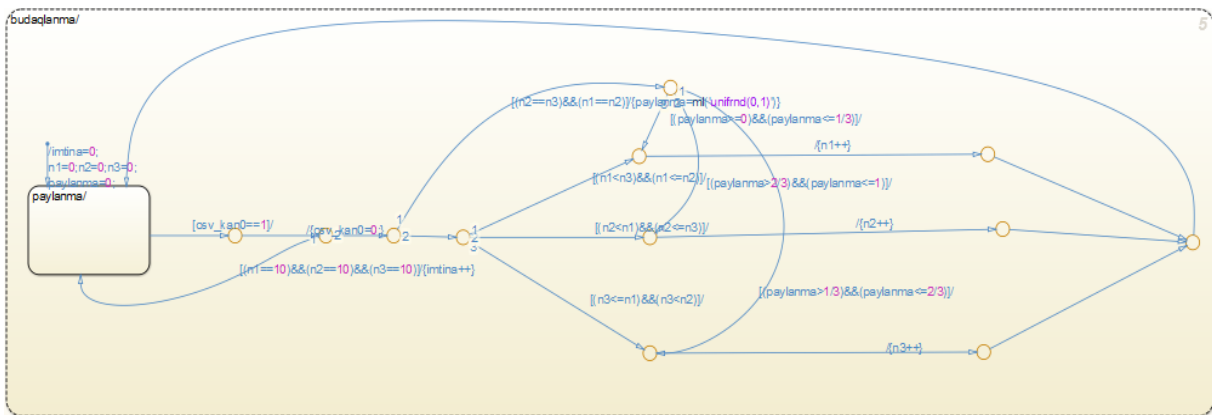 budaqlanma/
5
1
[(n2==n3)&&(n1==n2)]/{paylanma=ml('unifrnd(0,1)')}
[(paylanma>=0)&&(paylanma<=1/3)]/
/imtina=0;
n1=0;n2=0;n3=0;
paylanma=0;
/{n1++}
[(n1<n3)&&(n1<=n2)]/
[(paylanma>2/3)&&(paylanma<=1)]/
paylanma/
[osv_kan0==1]/
/{osv_kan0=0;}
1
2
1
2
1
2
3
[(n2<n1)&&(n2<=n3)]/
/{n2++}
[(n1==10)&&(n2==10)&&(n3==10)]/{imtina++}
[(n3<=n1)&&(n3<n2)]/
[(paylanma>1/3)&&(paylanma<=2/3)]/
/{n3++}